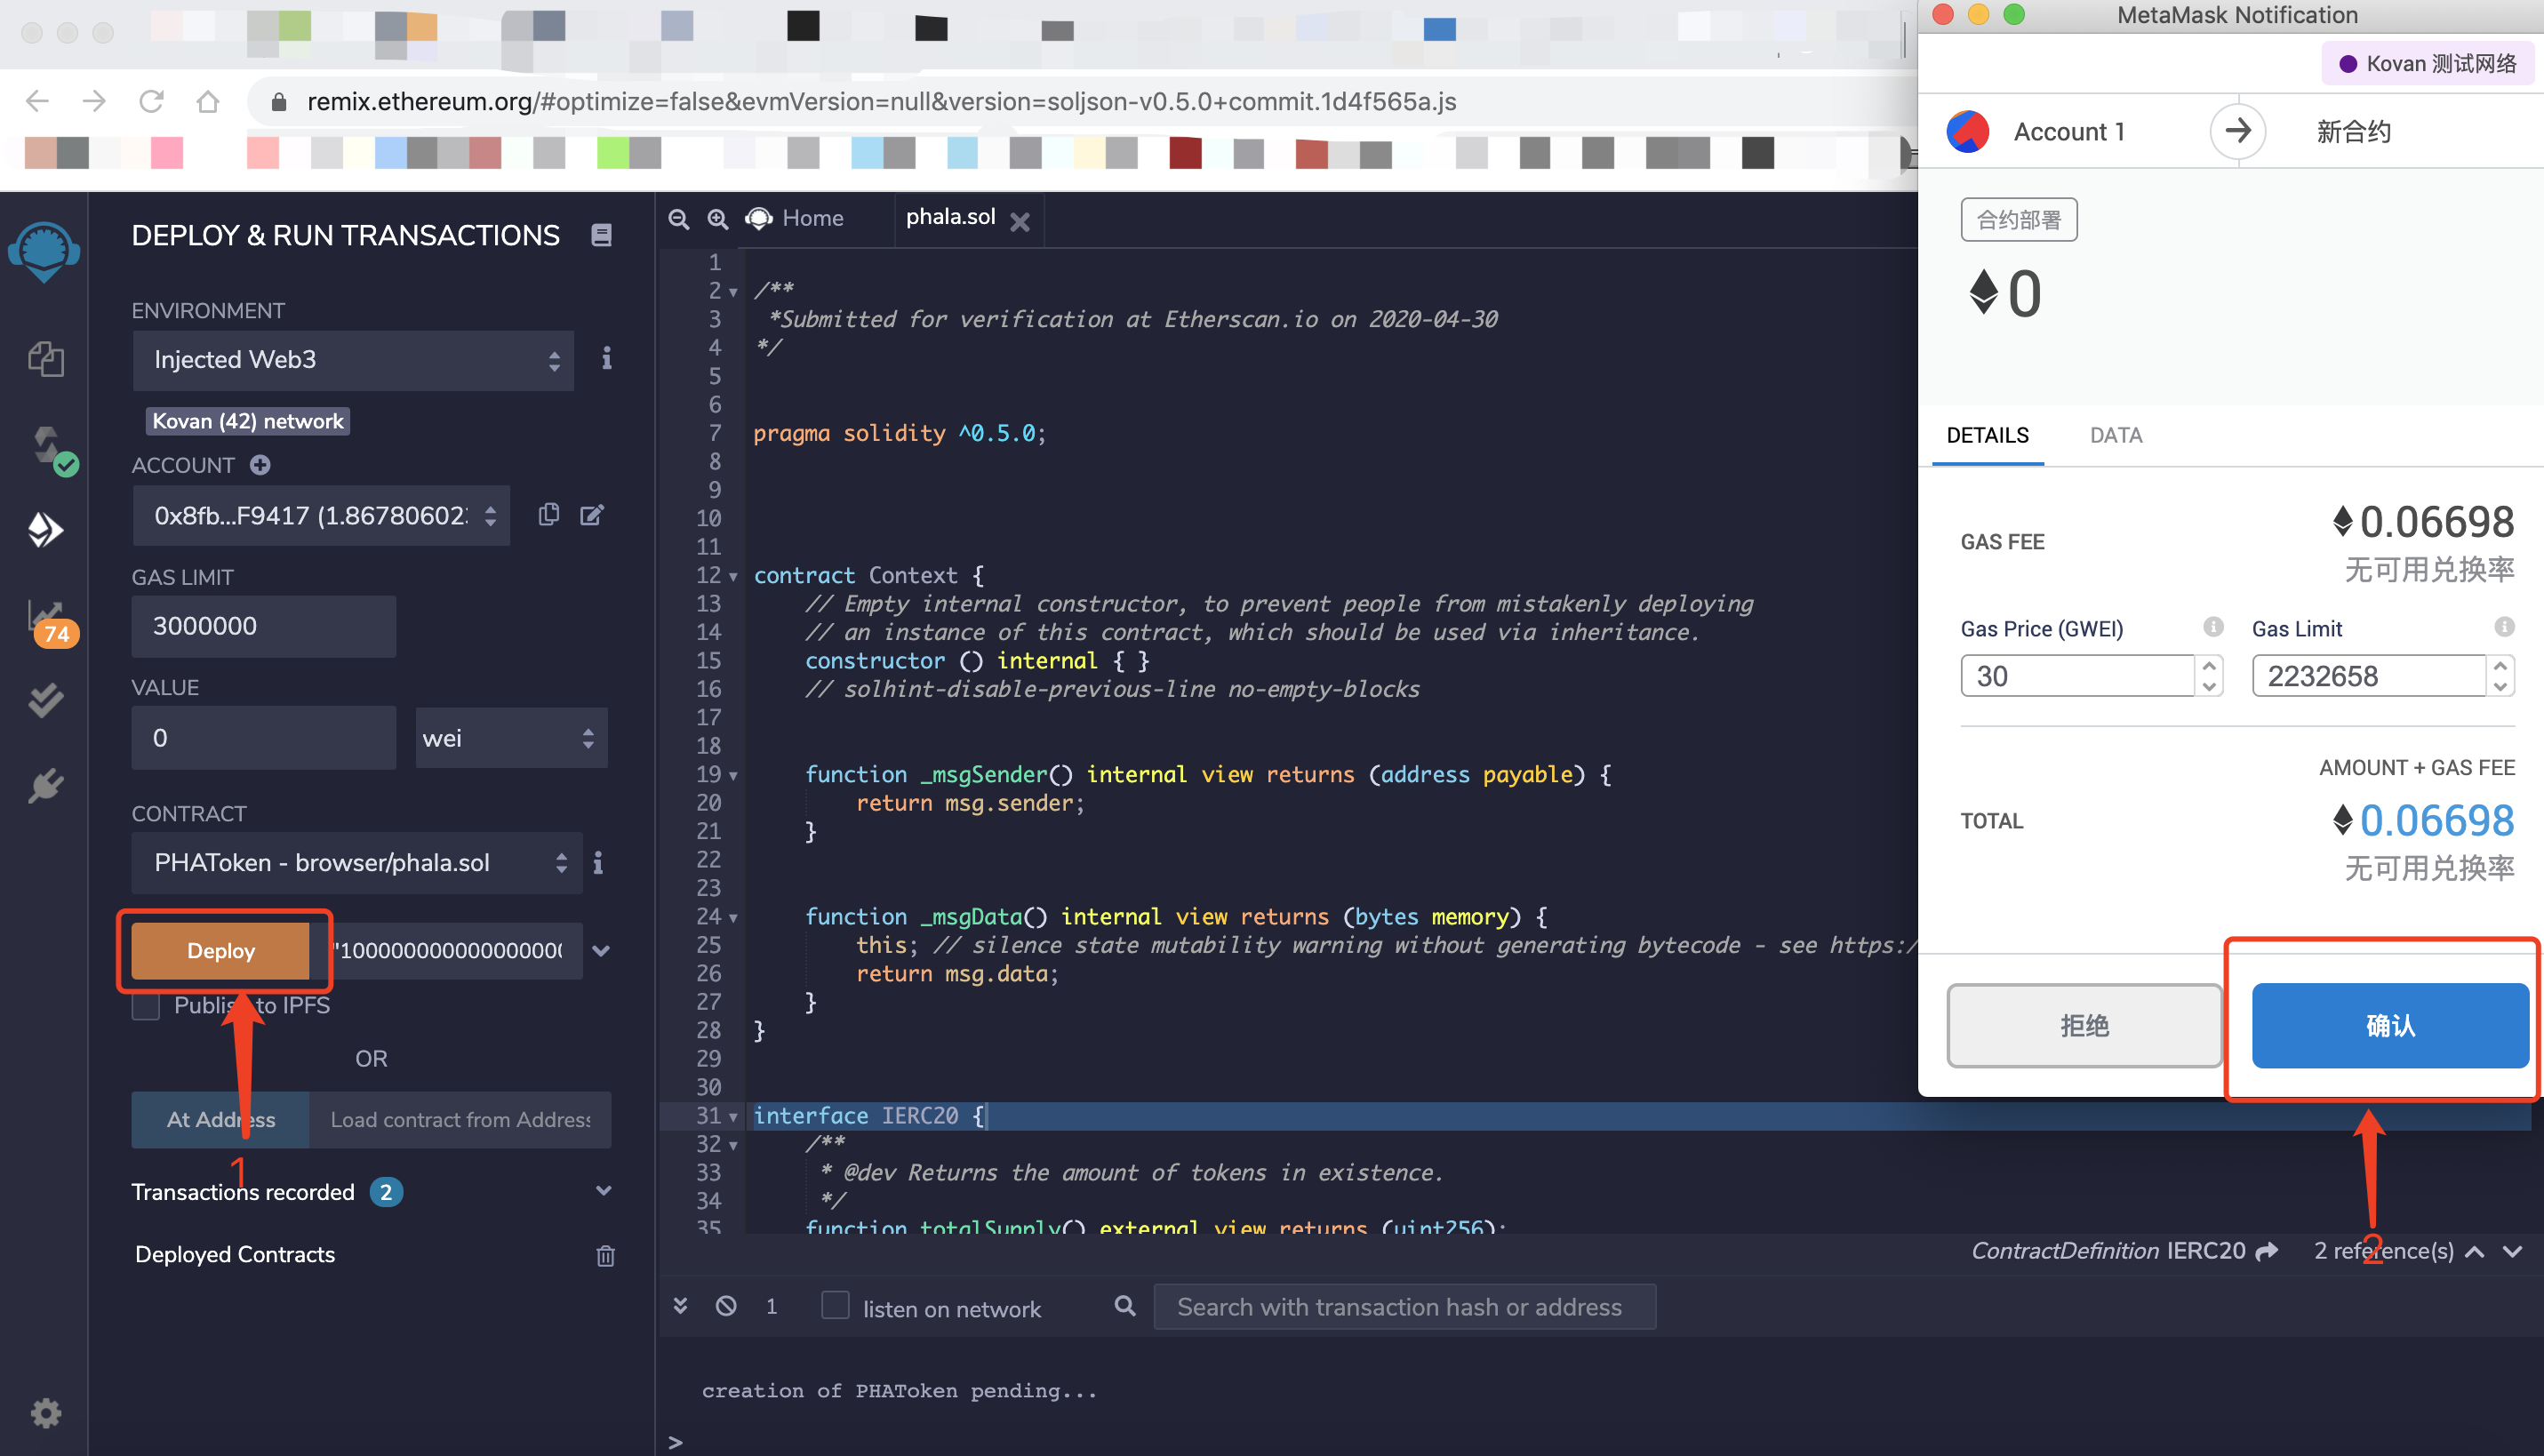 remix.ethereum.org/#optimize=false&evmVersion=null&version=soljson-v0.5.0+commit.1d4f565a.js
DEPLOY & RUN TRANSACTIONS
ENVIRONMENT
Injected Web3
Kovan (42) network
ACCOUNT
0x8fb...F9417 (1.86780602
GAS LIMIT
3000000
VALUE
0
wei
CONTRACT
PHAToken - browser/phala.sol
Deploy
Publish to IPFS
OR
At Address
Load contract from Address
1
Transactions recorded 2
Deployed Contracts
74
Home
phala.sol
1
2 /**
3 *Submitted for verification at Etherscan.io on 2020-04-30
4 */
5
6
7 pragma solidity ^0.5.0;
8
9
10
11
12 contract Context {
13 // Empty internal constructor, to prevent people from mistakenly deploying
14 // an instance of this contract, which should be used via inheritance.
15 constructor () internal { }
16 // solhint-disable-previous-line no-empty-blocks
17
18
19 function _msgSender() internal view returns (address payable) {
20 return msg.sender;
21 }
22
23
24 function _msgData() internal view returns (bytes memory) {
25 this; // silence state mutability warning without generating bytecode - see https:/
26 return msg.data;
27 }
28 }
29
30
31 interface IERC20 {
32 /**
33 * @dev Returns the amount of tokens in existence.
34 */
35 function totalSupply() external view returns (uint256);
ContractDefinition IERC20
2 reference(s)
1
listen on network
Search with transaction hash or address
creation of PHAToken pending...
>
MetaMask Notification
Kovan 测试网络
Account 1
新合约
合约部署
0
DETAILS
DATA
GAS FEE
0.06698
无可用兑换率
Gas Price (GWEI)
Gas Limit
30
2232658
AMOUNT + GAS FEE
TOTAL
0.06698
无可用兑换率
拒绝
确认
2